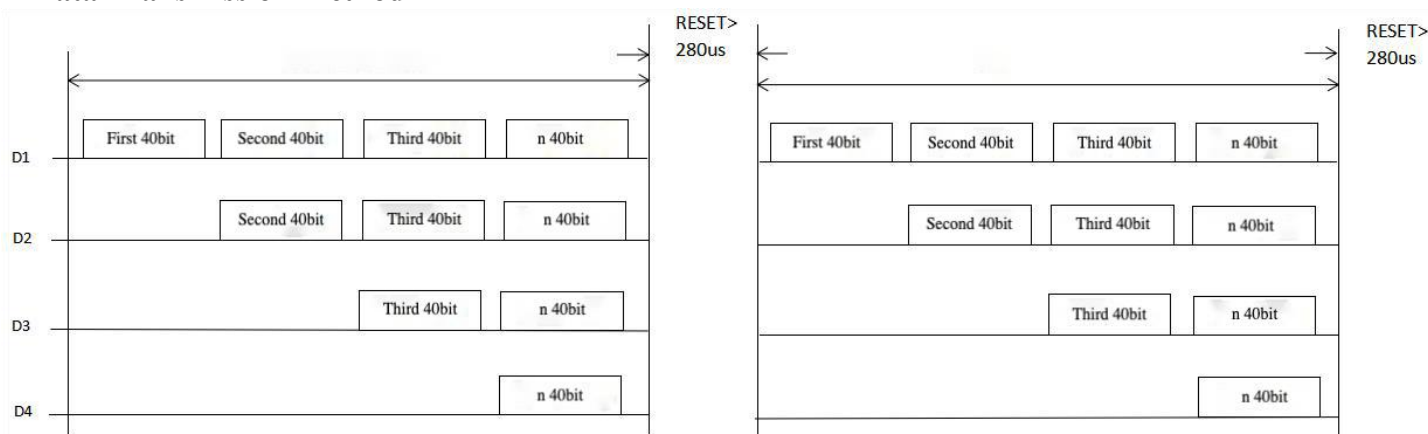 RESET>
280us
RESET>
280us
D1
First 40bit
Second 40bit
Third 40bit
n 40bit
First 40bit
Second 40bit
Third 40bit
n 40bit
D2
Second 40bit
Third 40bit
n 40bit
Second 40bit
Third 40bit
n 40bit
D3
Third 40bit
n 40bit
Third 40bit
n 40bit
D4
n 40bit
n 40bit